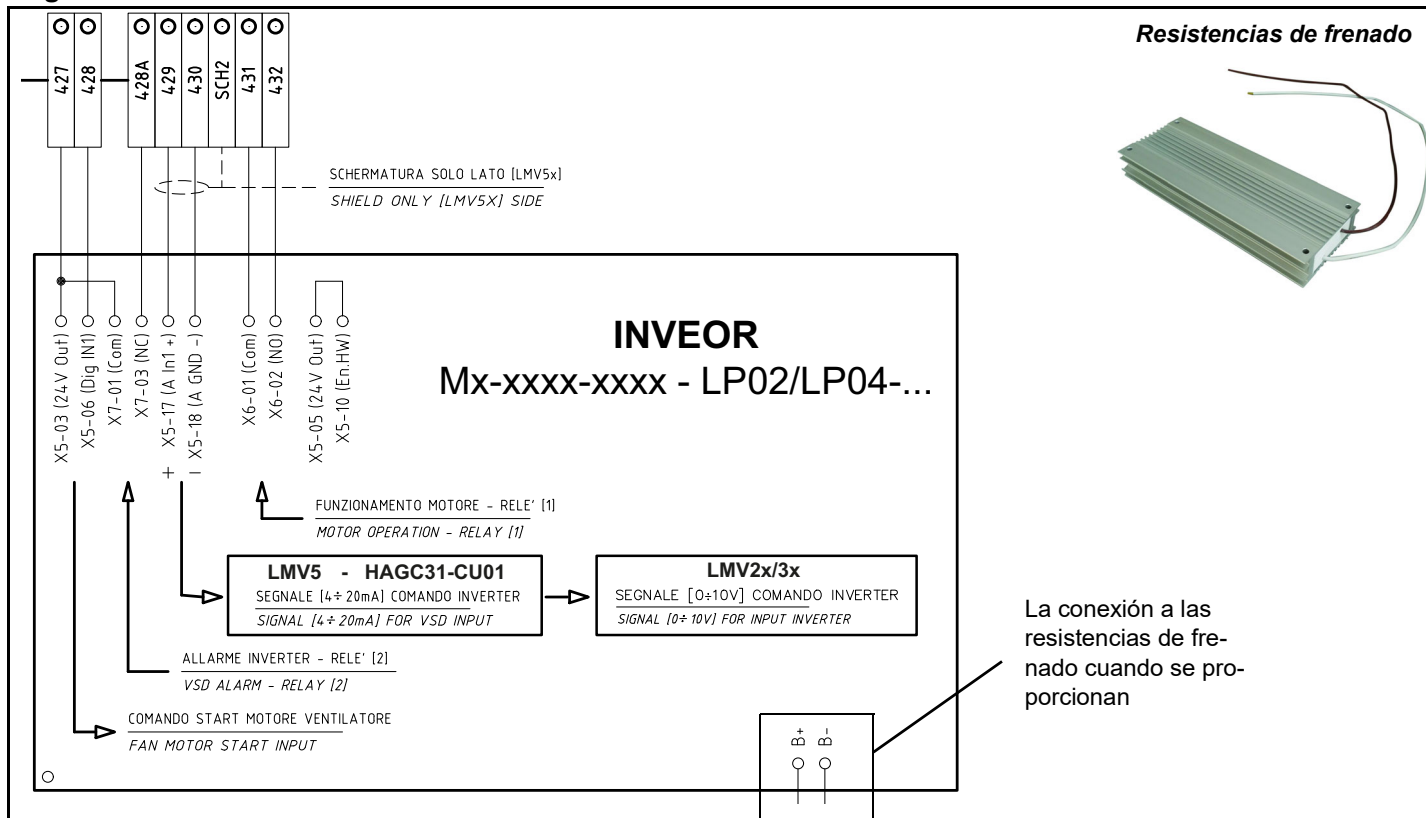 Resistencias de frenado
427
428
428A
429
430
SCH2
431
432
SCHERMATURA SOLO LATO [LMV5x]
SHIELD ONLY [LMV5X] SIDE
INVEOR
Mx-xxxx-xxxx - LP02/LP04-...
X5-03 (24V Out)
X5-06 (Dig IN1)
X7-01 (Com)
X7-03 (NC)
+ X5-17 (A In1 +)
- X5-18 (A GND -)
X6-01 (Com)
X6-02 (NO)
X5-05 (24V Out)
X5-10 (En.HW)
FUNZIONAMENTO MOTORE - RELE' [1]
MOTOR OPERATION - RELAY [1]
LMV5 - HAGC31-CU01
SEGNALE [4÷20mA] COMANDO INVERTER
SIGNAL [4÷20mA] FOR VSD INPUT
LMV2x/3x
SEGNALE [0÷10V] COMANDO INVERTER
SIGNAL [0÷10V] FOR INPUT INVERTER
ALLARME INVERTER - RELE' [2]
VSD ALARM - RELAY [2]
COMANDO START MOTORE VENTILATORE
FAN MOTOR START INPUT
B+
B-
La conexión a las
resistencias de fre-
nado cuando se pro-
porcionan